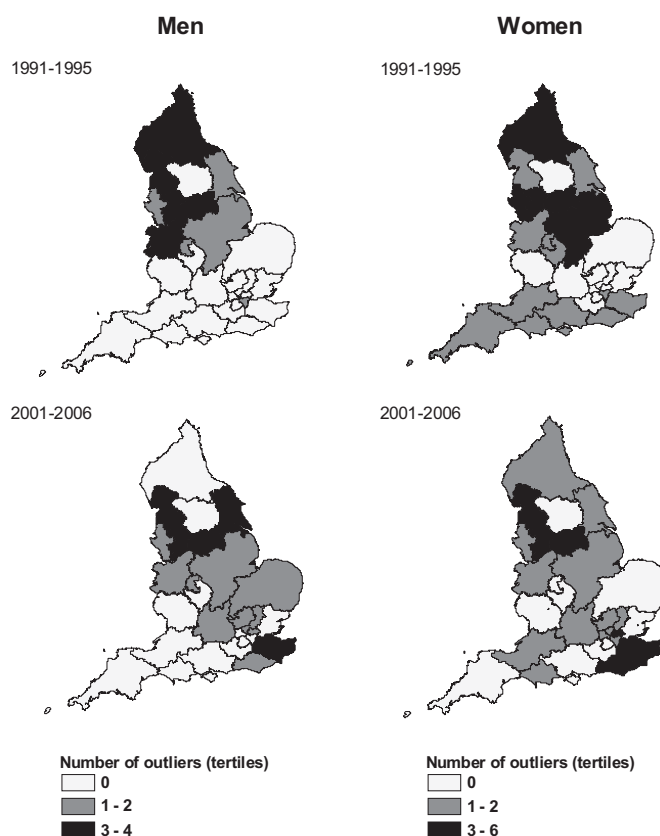 Men
Women
1991-1995
1991-1995
2001-2006
2001-2006
Number of outliers (tertiles)
0
1 - 2
3 - 4
Number of outliers (tertiles)
0
1 - 2
3 - 6